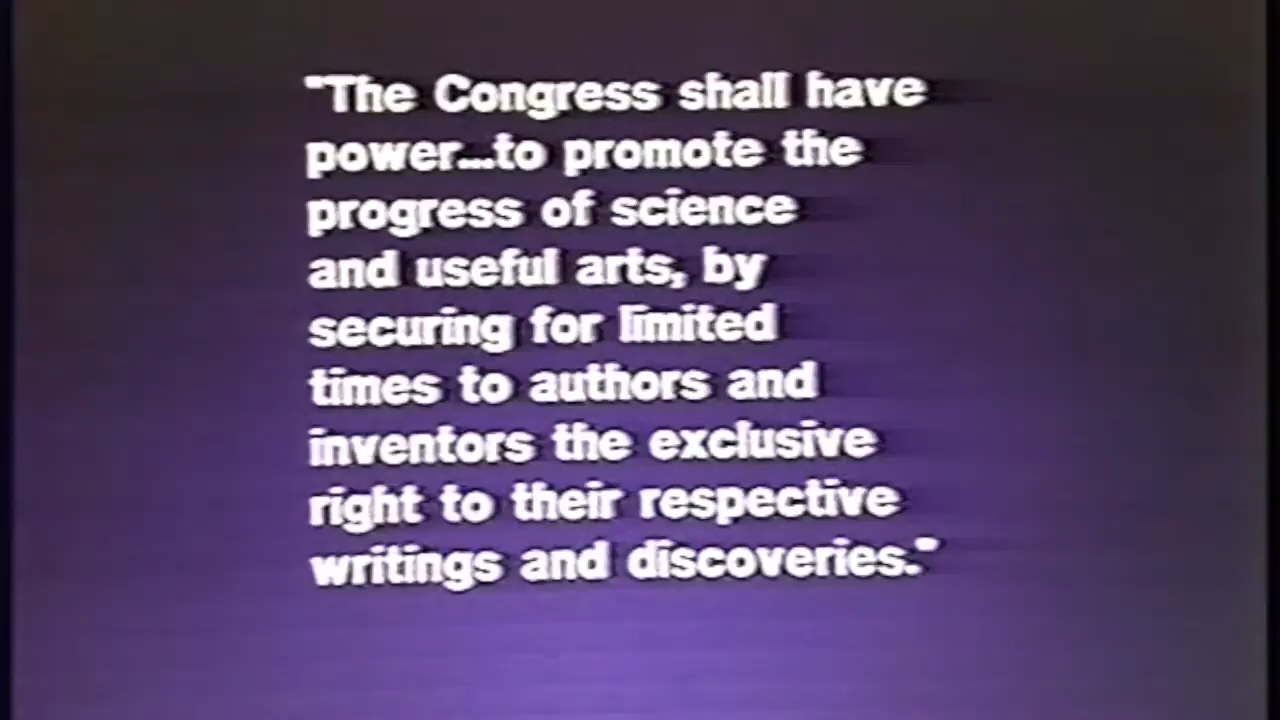 "The Congress shall have
power...to promote the
progress of science
and useful arts, by
securing for limited
times to authors and
inventors the exclusive
right to their respective
writings and discoveries."